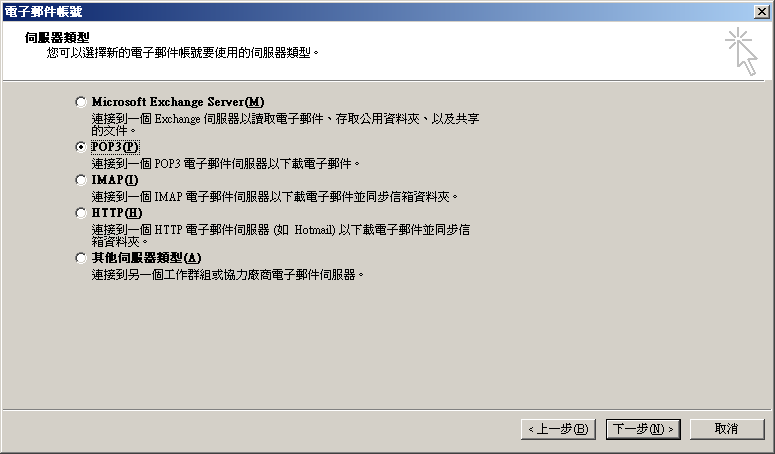 電子郵件帳號
伺服器類型
您可以選擇新的電子郵件帳號要使用的伺服器類型。
Microsoft Exchange Server(M)
連接到一個 Exchange 伺服器以讀取電子郵件、存取公用資料夾、以及共享
的文件。
POP3(P)
連接到一個 POP3 電子郵件伺服器以下載電子郵件。
IMAP(I)
連接到一個 IMAP 電子郵件伺服器以下載電子郵件並同步信箱資料夾。
HTTP(H)
連接到一個 HTTP 電子郵件伺服器 (如 Hotmail) 以下載電子郵件並同步信
箱資料夾。
其他伺服器類型(A)
連接到另一個工作群組或協力廠商電子郵件伺服器。
< 上一步(B)
下一步(N) >
取消